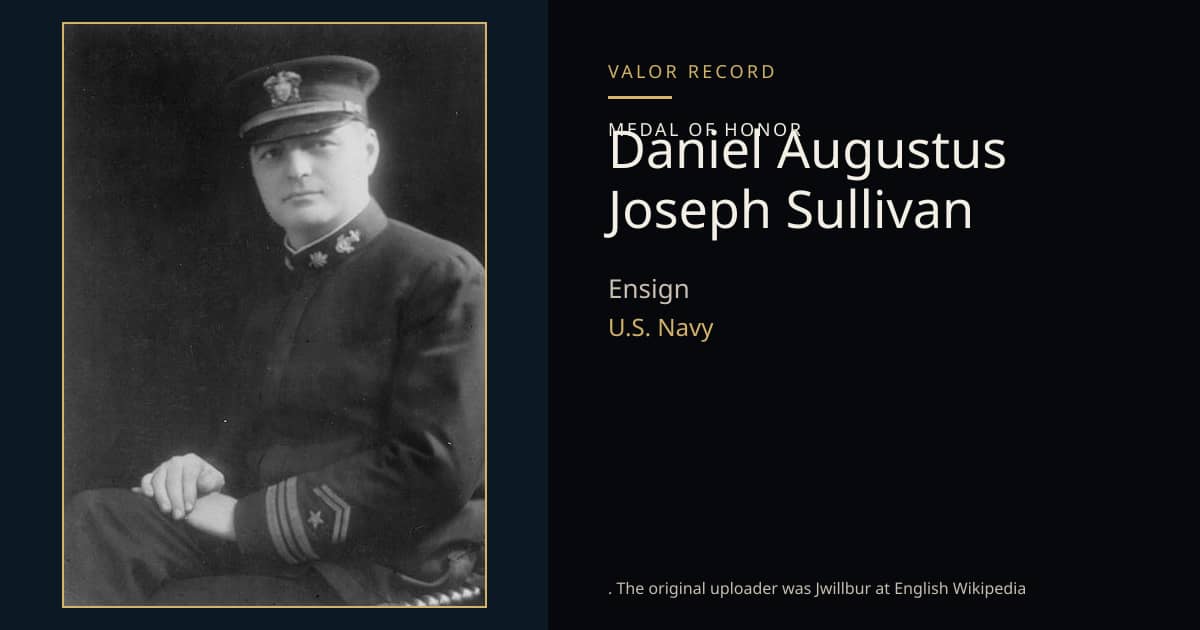 VALOR RECORD
MEDAL OF HONOR
Daniel Augustus
Joseph Sullivan
Ensign
U.S. Navy
. The original uploader was Jwillbur at English Wikipedia